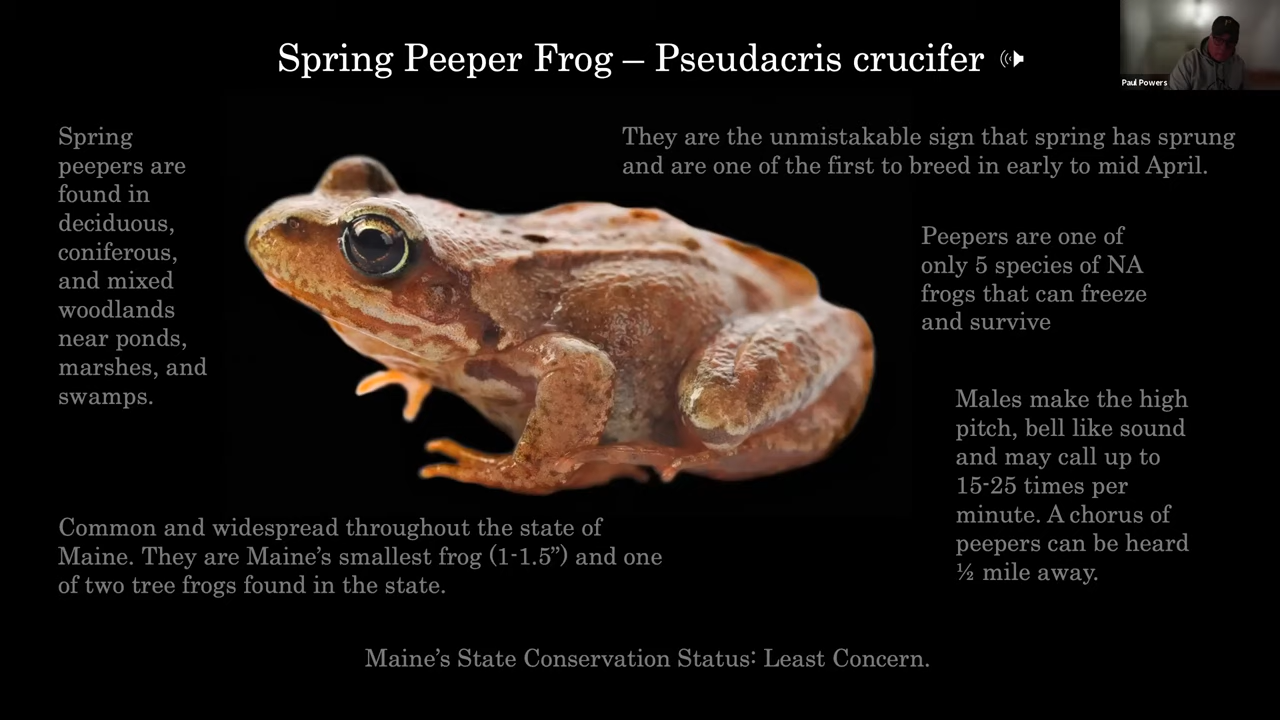 Spring Peeper Frog – Pseudacris crucifer
Paul Powers
Spring
peepers are
found in
deciduous,
coniferous,
and mixed
woodlands
near ponds,
marshes, and
swamps.
They are the unmistakable sign that spring has sprung
and are one of the first to breed in early to mid April.
Peepers are one of
only 5 species of NA
frogs that can freeze
and survive
Males make the high
pitch, bell like sound
and may call up to
15-25 times per
minute. A chorus of
peepers can be heard
½ mile away.
Common and widespread throughout the state of
Maine. They are Maine’s smallest frog (1-1.5”) and one
of two tree frogs found in the state.
Maine’s State Conservation Status: Least Concern.